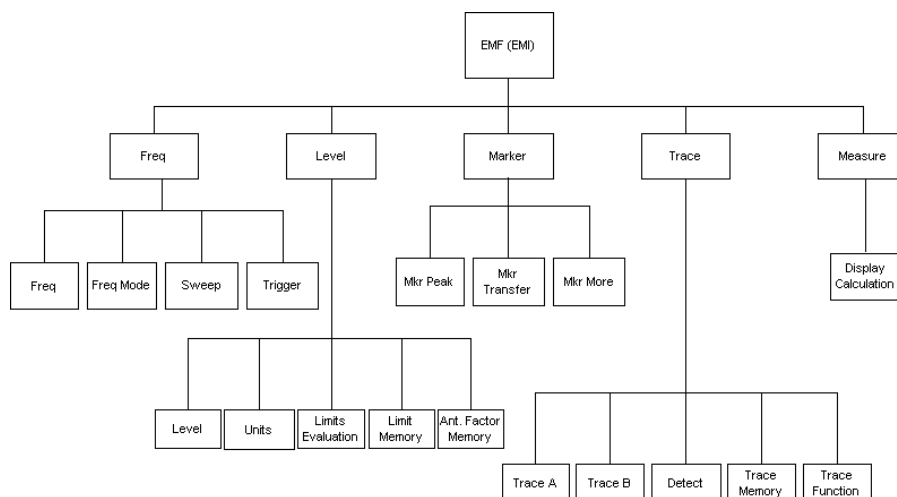 EMF (EMI)
Freq
Level
Marker
Trace
Measure
Freq
Freq Mode
Sweep
Trigger
Mkr Peak
Mkr
Transfer
Mkr More
Display
Calculation
Level
Units
Limits
Evaluation
Limit
Memory
Ant. Factor
Memory
Trace A
Trace B
Detect
Trace
Memory
Trace
Function